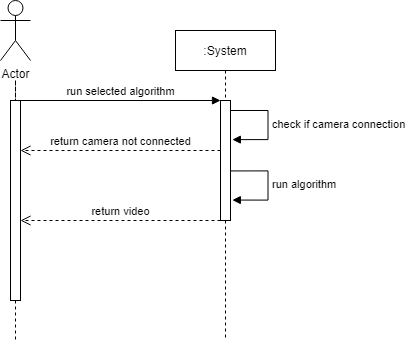 :System
Actor
run selected algorithm
check if camera connection
return camera not connected
run algorithm
return video